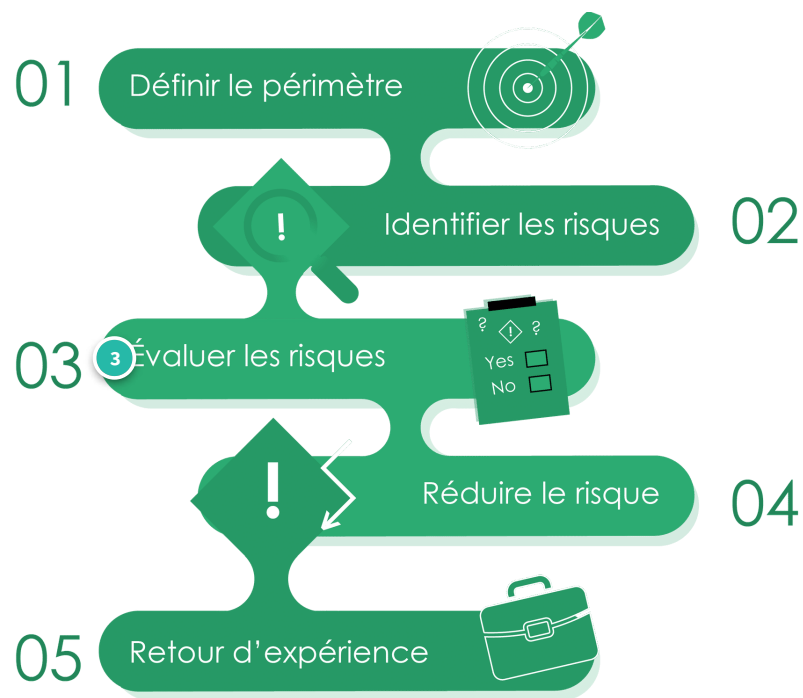 01
Définir le périmètre
!
Identifier les risques
02
03
3
Évaluer les risques
? ! ?
Yes
No
!
Réduire le risque
04
05
Retour d’expérience